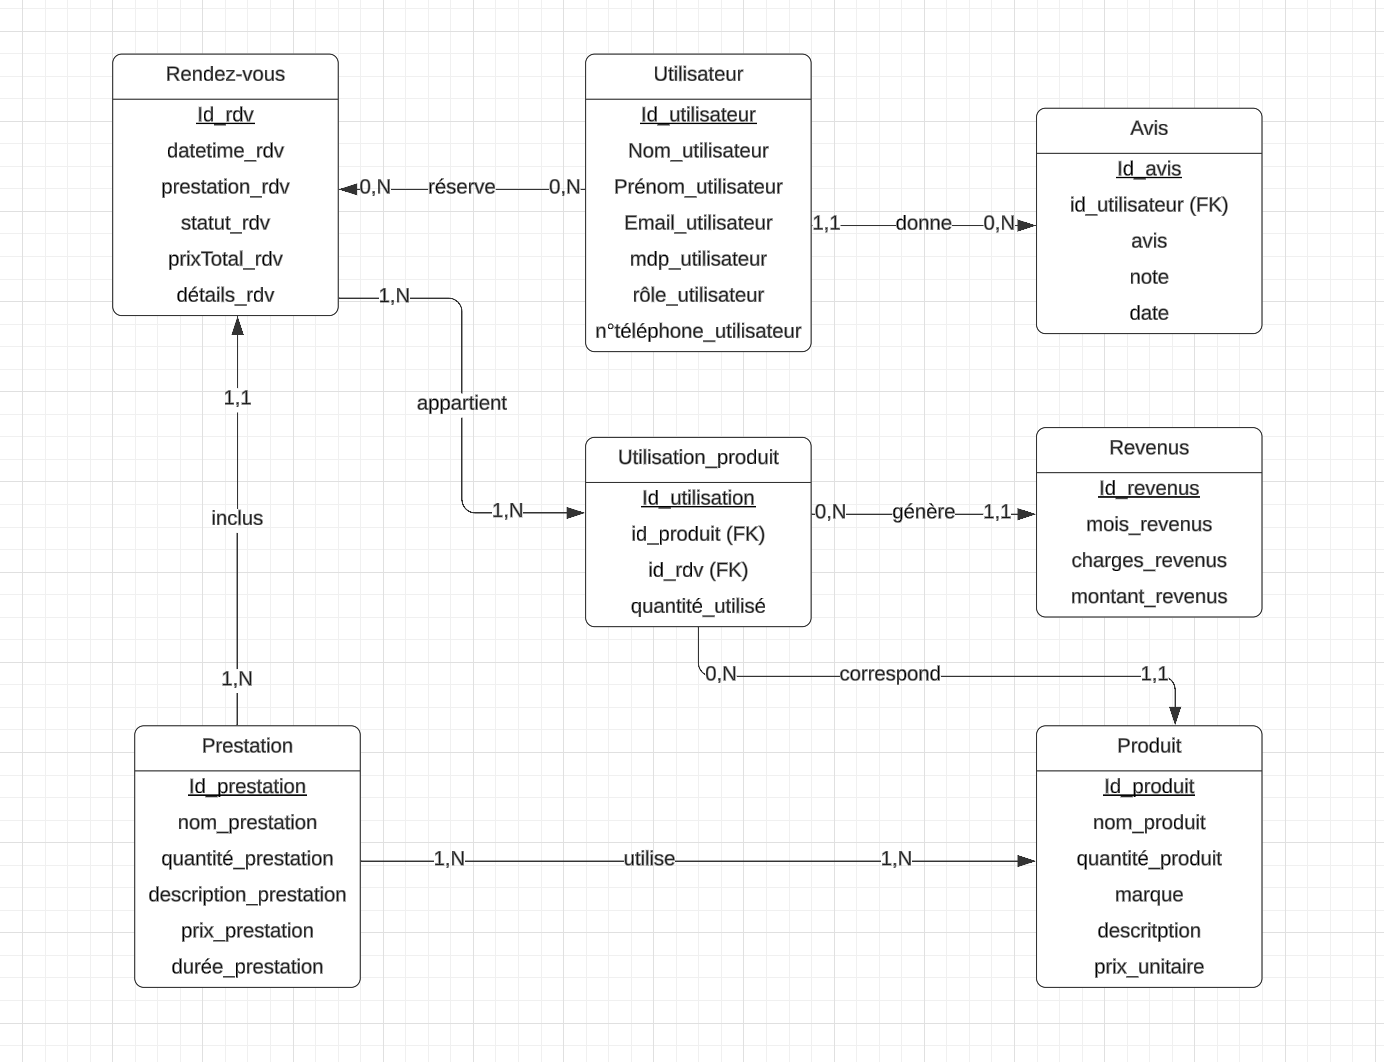 Rendez-vous
Id_rdv
datetime_rdv
prestation_rdv
statut_rdv
prixTotal_rdv
détails_rdv
0,N
réserve
0,N
Utilisateur
Id_utilisateur
Nom_utilisateur
Prénom_utilisateur
Email_utilisateur
mdp_utilisateur
rôle_utilisateur
n°téléphone_utilisateur
1,1
donne
0,N
Avis
Id_avis
id_utilisateur (FK)
avis
note
date
1,N
appartient
1,N
1,1
inclus
1,N
Utilisation_produit
Id_utilisation
id_produit (FK)
id_rdv (FK)
quantité_utilisé
0,N
génère
1,1
Revenus
Id_revenus
mois_revenus
charges_revenus
montant_revenus
0,N
correspond
1,1
Prestation
Id_prestation
nom_prestation
quantité_prestation
description_prestation
prix_prestation
durée_prestation
1,N
utilise
1,N
Produit
Id_produit
nom_produit
quantité_produit
marque
descritption
prix_unitaire